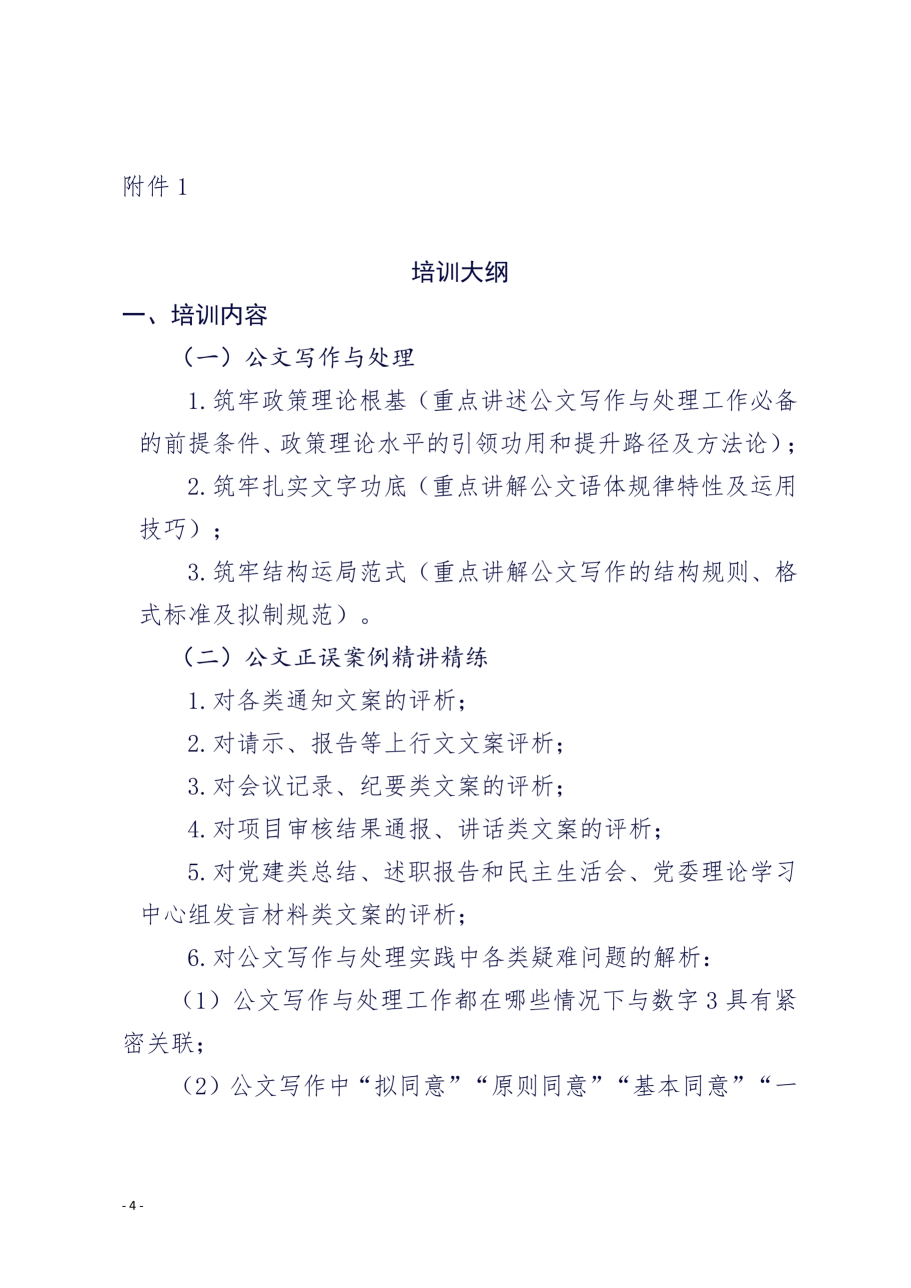 附件 1
培训大纲
一、培训内容
（一）公文写作与处理
1.筑牢政策理论根基（重点讲述公文写作与处理工作必备
的前提条件、政策理论水平的引领功用和提升路径及方法论）；
2.筑牢扎实文字功底（重点讲解公文语体规律特性及运用
技巧）；
3.筑牢结构运局范式（重点讲解公文写作的结构规则、格
式标准及拟制规范）。
（二）公文正误案例精讲精练
1.对各类通知文案的评析；
2.对请示、报告等上行文文案评析；
3.对会议记录、纪要类文案的评析；
4.对项目审核结果通报、讲话类文案的评析；
5.对党建类总结、述职报告和民主生活会、党委理论学习
中心组发言材料类文案的评析；
6.对公文写作与处理实践中各类疑难问题的解析：
（1）公文写作与处理工作都在哪些情况下与数字 3 具有紧
密关联；
（2）公文写作中“拟同意”“原则同意”“基本同意”“一
- 4 -